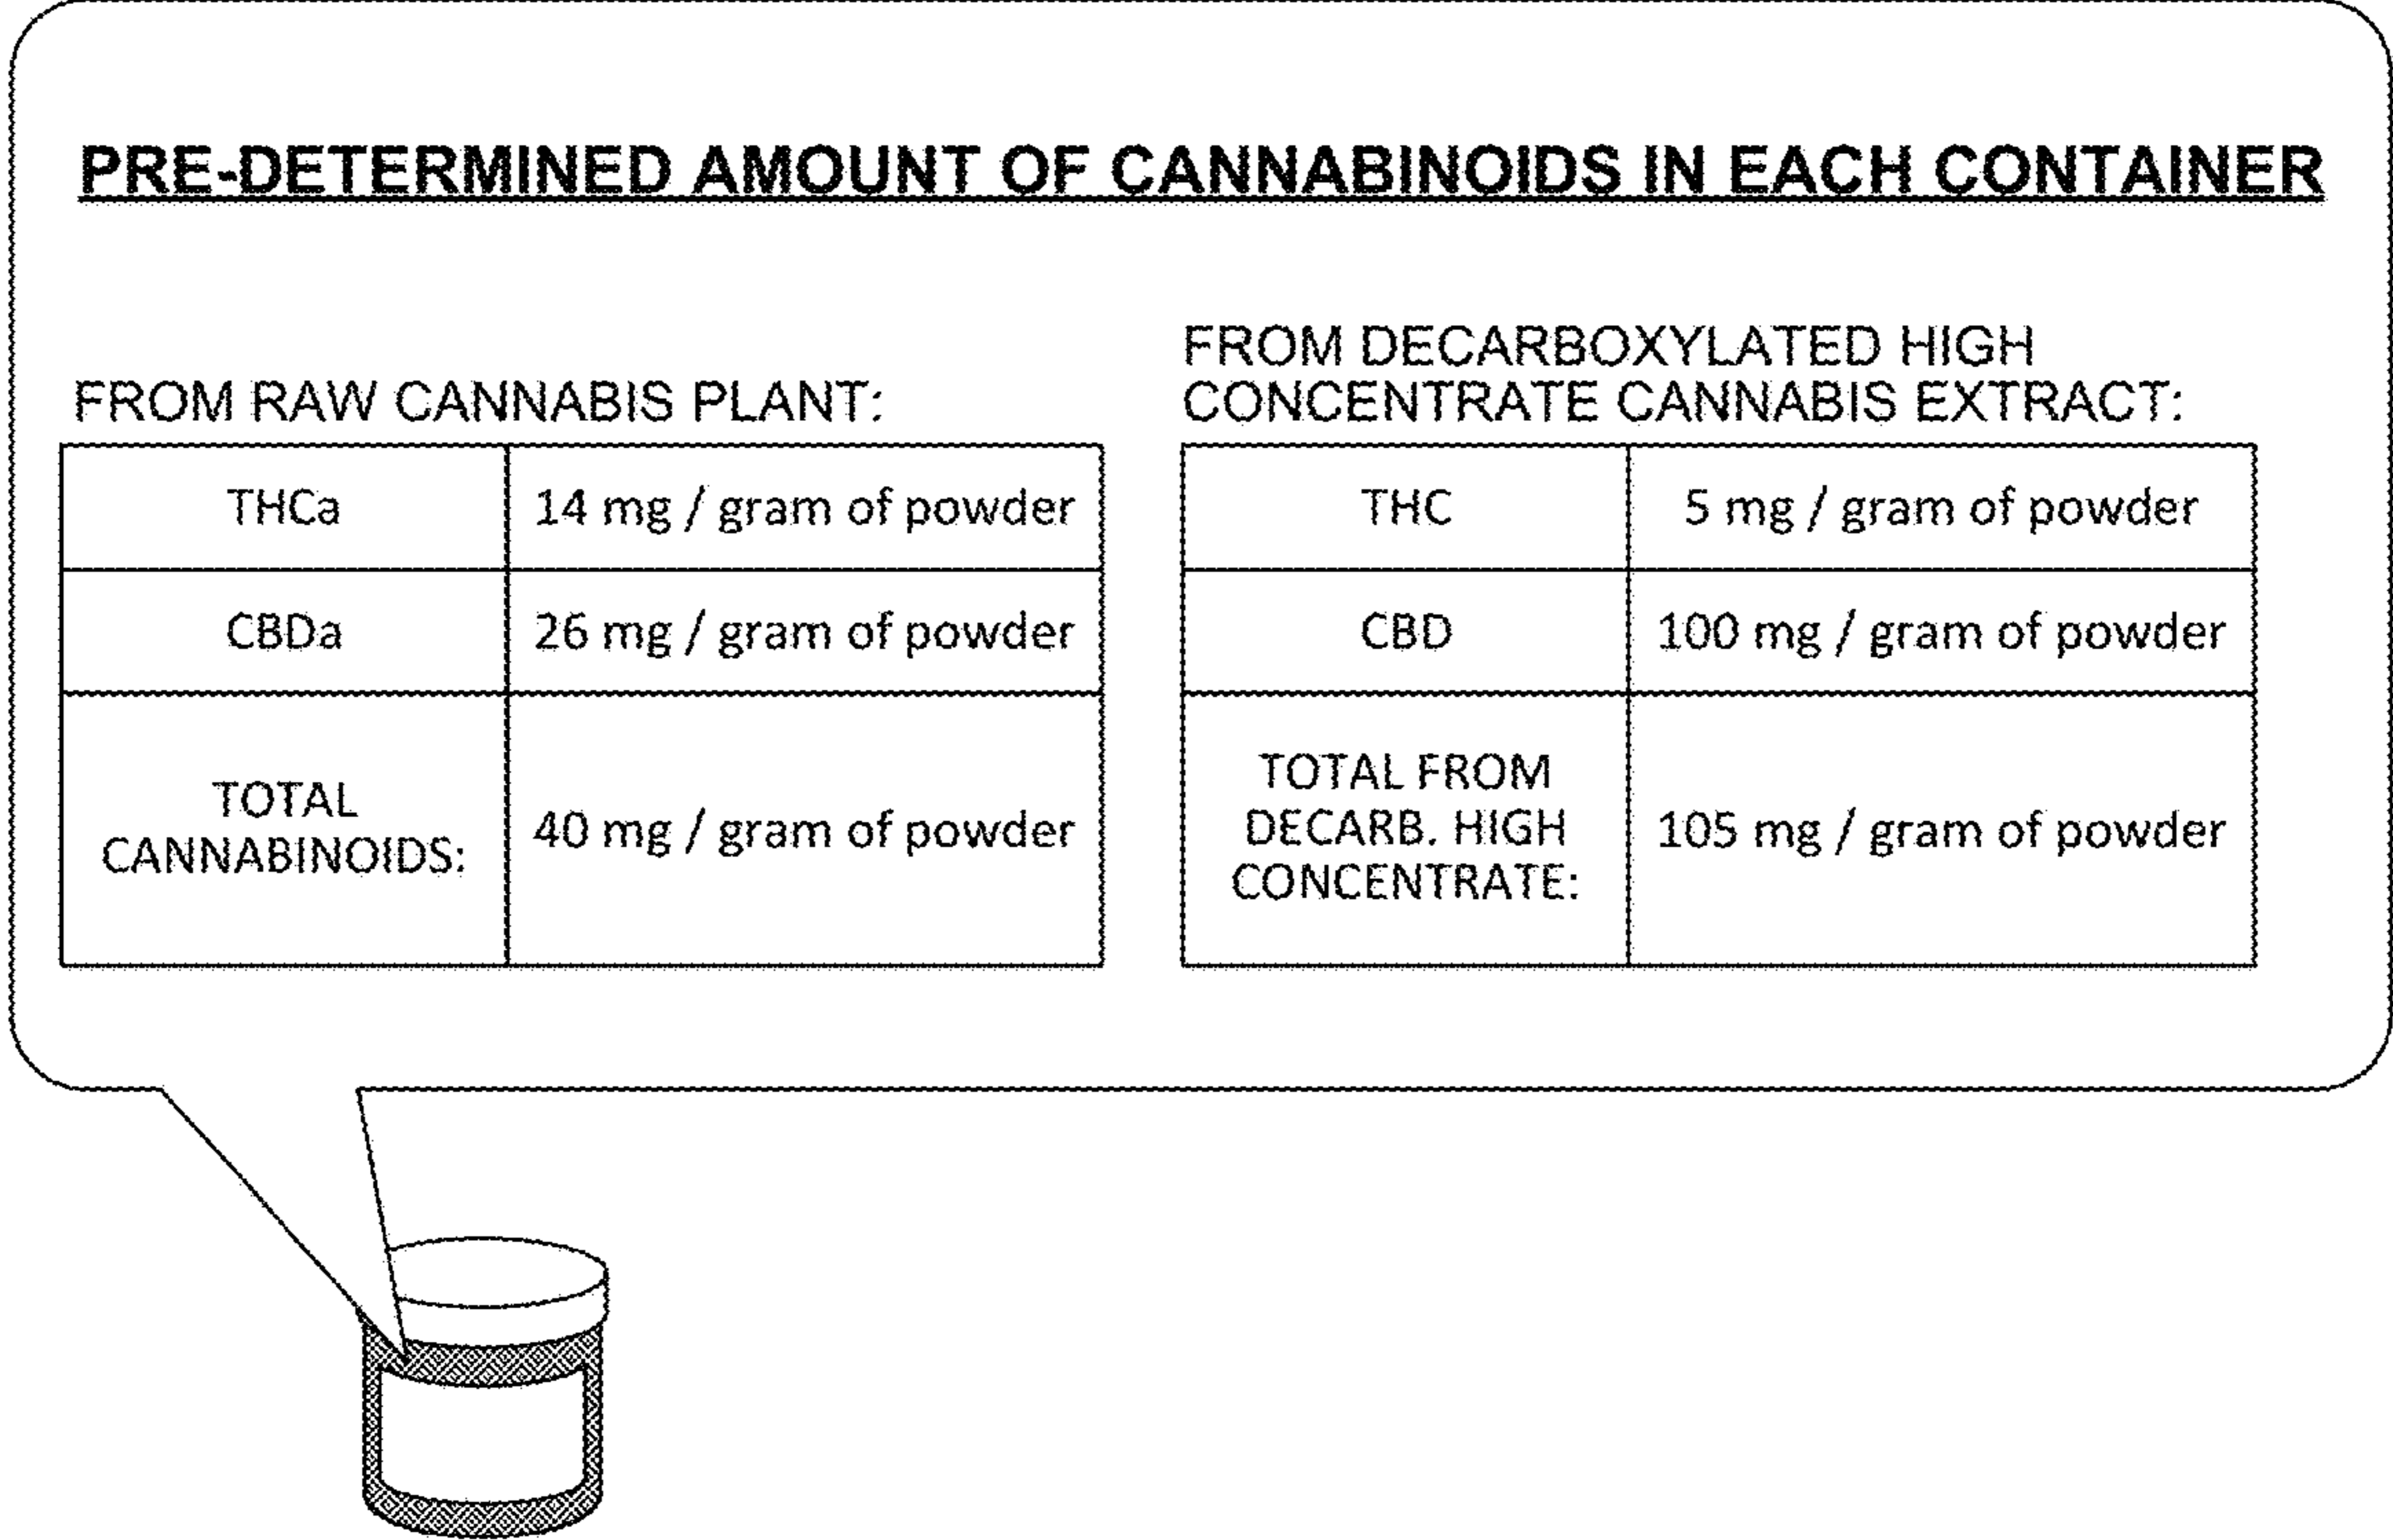 PRE-DETERMINED AMOUNT OF CANNABINOIDS IN EACH CONTAINER
FROM RAW CANNABIS PLANT:
THCa
14 mg / gram of powder
CBDa
26 mg / gram of powder
TOTAL
CANNABINOIDS:
40 mg / gram of powder
FROM DECARBOXYLATED HIGH
CONCENTRATE CANNABIS EXTRACT:
THC
5 mg / gram of powder
CBD
100 mg / gram of powder
TOTAL FROM
DECARB. HIGH
CONCENTRATE:
105 mg / gram of powder